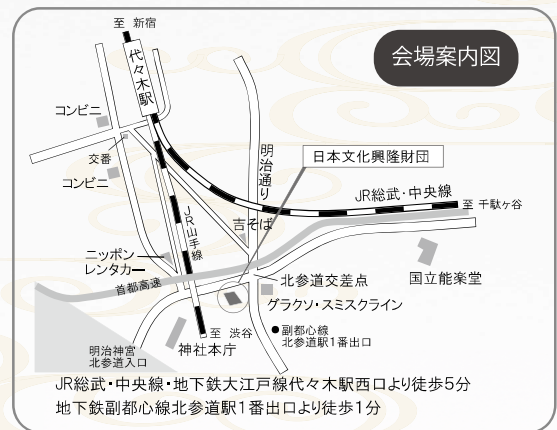 至 新宿
会場案内図
代々木駅
コンビニ
交番
コンビニ
明治通り
日本文化興隆財団
JR総武・中央線
至 千駄ヶ谷
JR山手線
吉そば
ニッポン
レンタカー
首都高速
北参道交差点
国立能楽堂
グラクソ・スミスクライン
●副都心線
北参道駅1番出口
至 渋谷
明治神宮
北参道入口
神社本庁
JR総武・中央線・地下鉄大江戸線代々木駅西口より徒歩5分
地下鉄副都心線北参道駅1番出口より徒歩1分